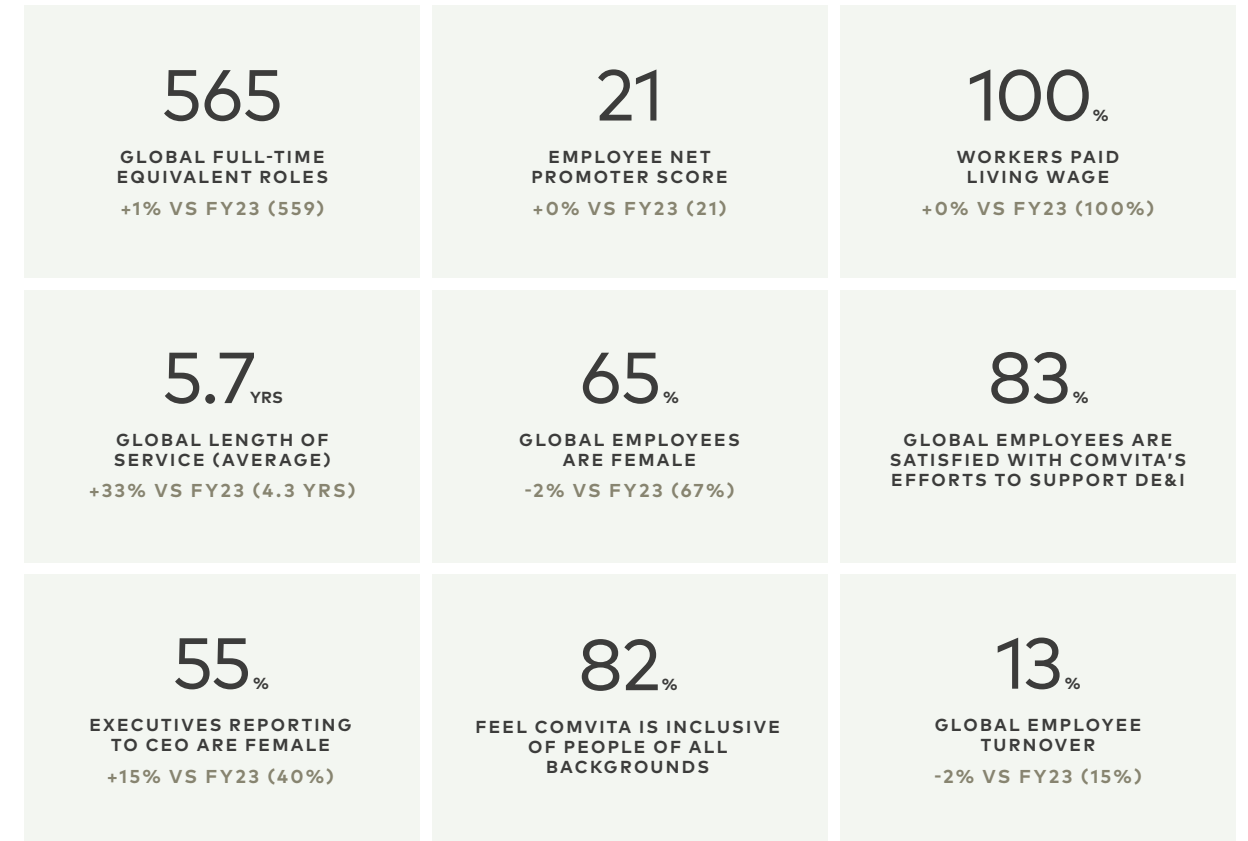 565
GLOBAL FULL-TIME
EQUIVALENT ROLES
+1% VS FY23 (559)
21
EMPLOYEE NET
PROMOTER SCORE
+0% VS FY23 (21)
100%
WORKERS PAID
LIVING WAGE
+0% VS FY23 (100%)
5.7YRS
GLOBAL LENGTH OF
SERVICE (AVERAGE)
+33% VS FY23 (4.3 YRS)
65%
GLOBAL EMPLOYEES
ARE FEMALE
-2% VS FY23 (67%)
83%
GLOBAL EMPLOYEES ARE
SATISFIED WITH COMVITA'S
EFFORTS TO SUPPORT DE&I
55%
EXECUTIVES REPORTING
TO CEO ARE FEMALE
+15% VS FY23 (40%)
82%
FEEL COMVITA IS INCLUSIVE
OF PEOPLE OF ALL
BACKGROUNDS
13%
GLOBAL EMPLOYEE
TURNOVER
-2% VS FY23 (15%)